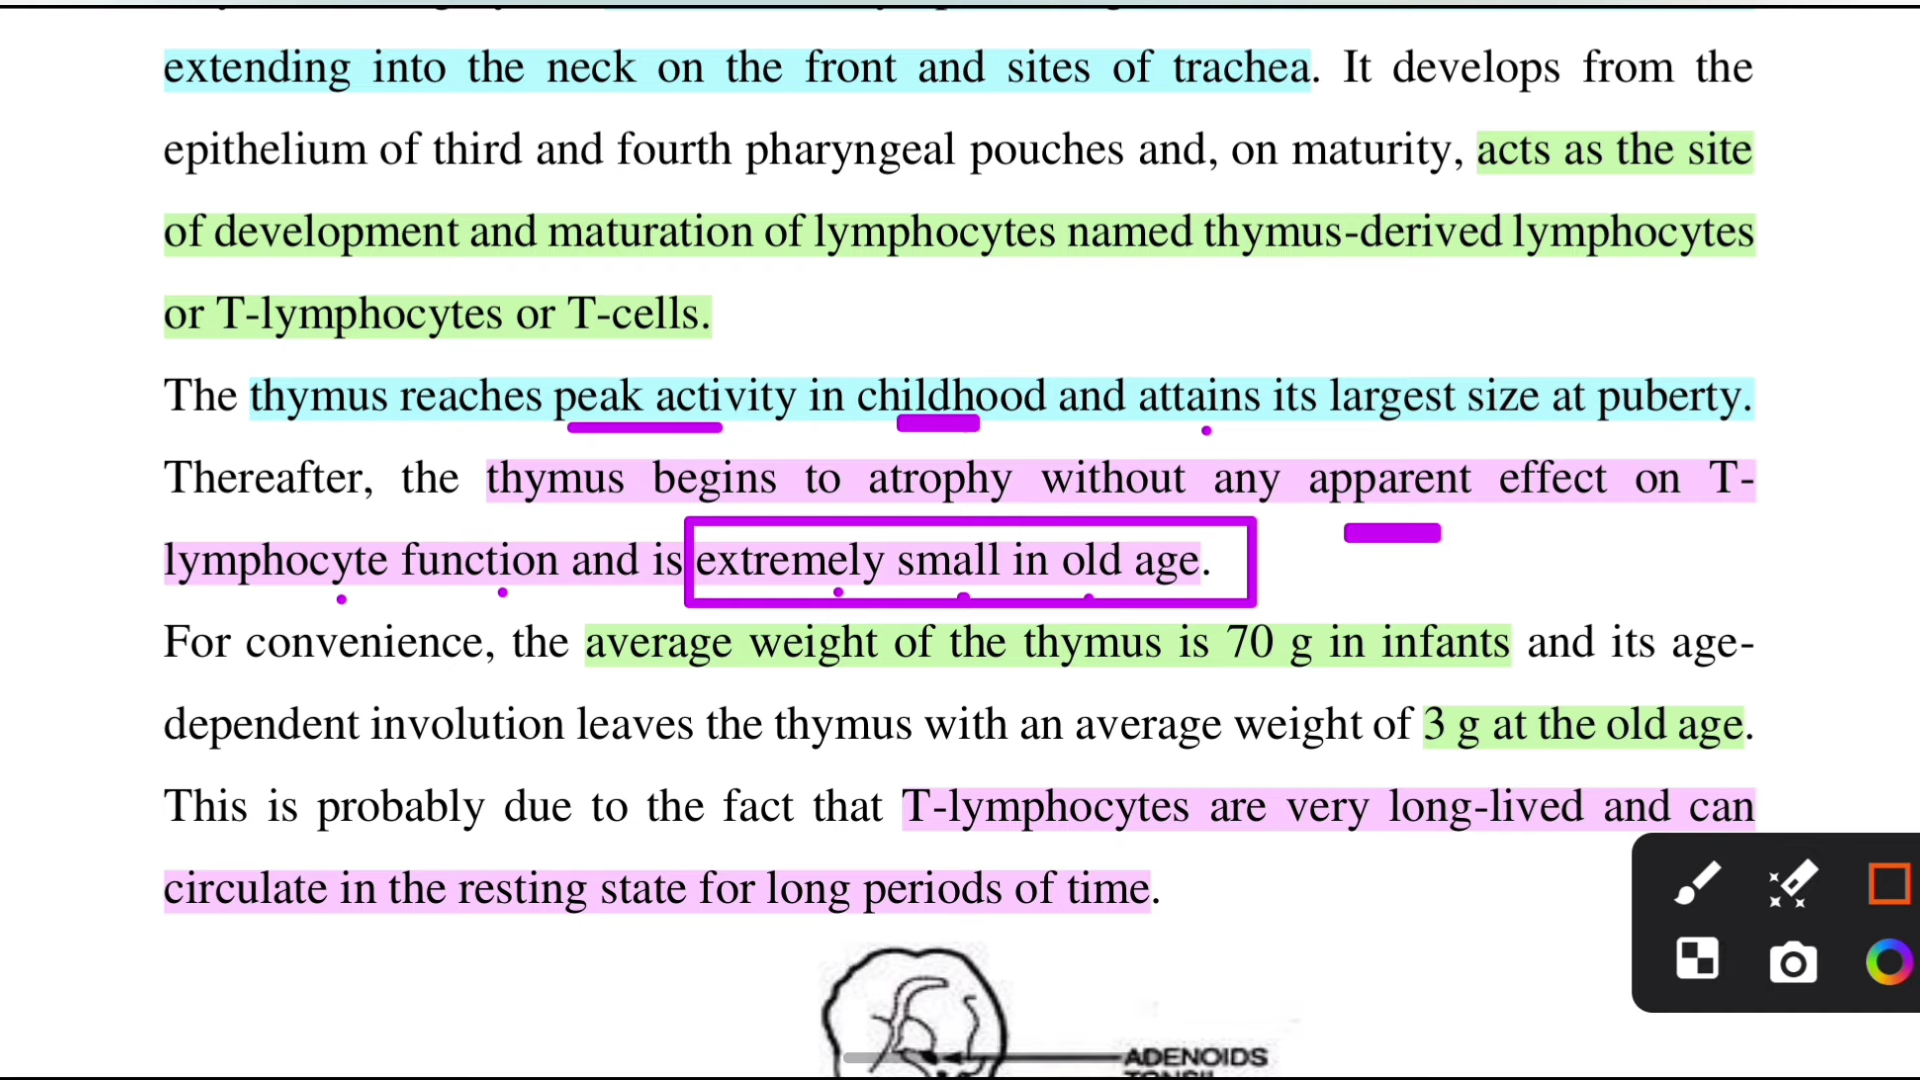 extending into the neck on the front and sites of trachea. It develops from the
epithelium of third and fourth pharyngeal pouches and, on maturity, acts as the site
of development and maturation of lymphocytes named thymus-derived lymphocytes
or T-lymphocytes or T-cells.
The thymus reaches peak activity in childhood and attains its largest size at puberty.
Thereafter, the thymus begins to atrophy without any apparent effect on T-
lymphocyte function and is extremely small in old age.
For convenience, the average weight of the thymus is 70 g in infants and its age-
dependent involution leaves the thymus with an average weight of 3 g at the old age.
This is probably due to the fact that T-lymphocytes are very long-lived and can
circulate in the resting state for long periods of time.
ADENOIDS